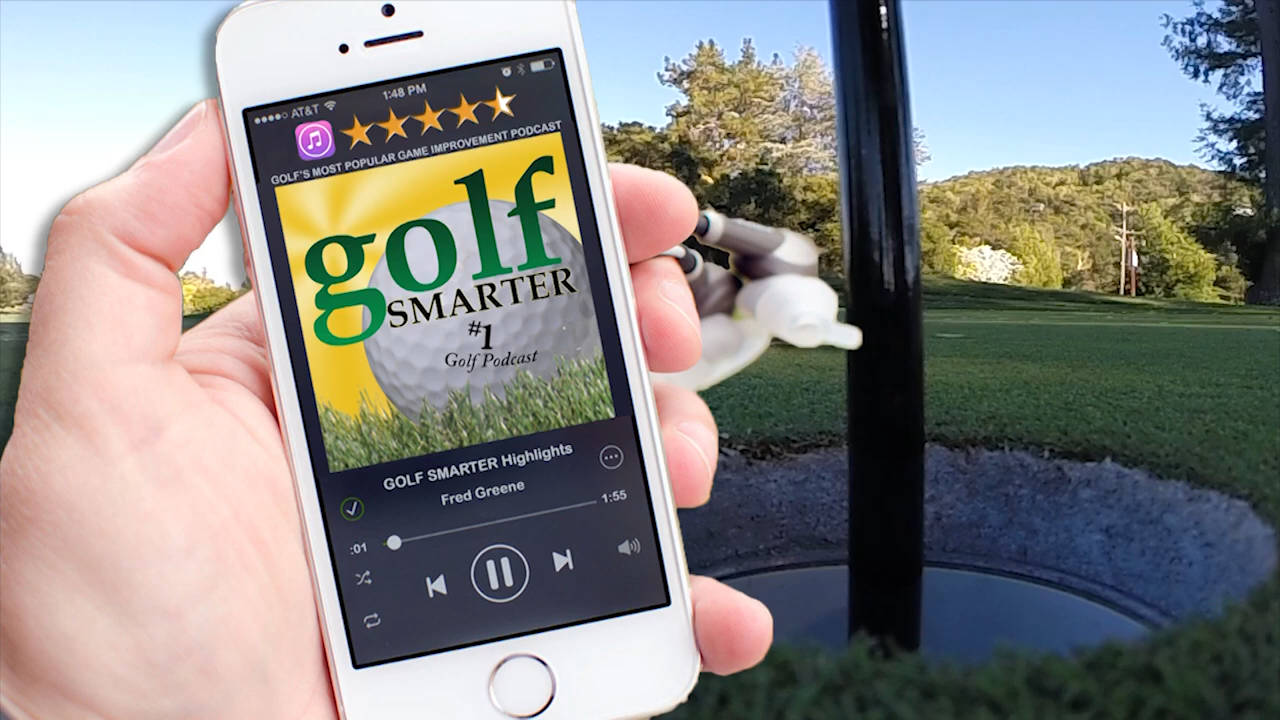 AT&T
1:48 PM
GOLF'S MOST POPULAR GAME IMPROVEMENT PODCAST
golf
SMARTER
#1
Golf Podcast
GOLF SMARTER Highlights
Fred Greene
:01
1:55